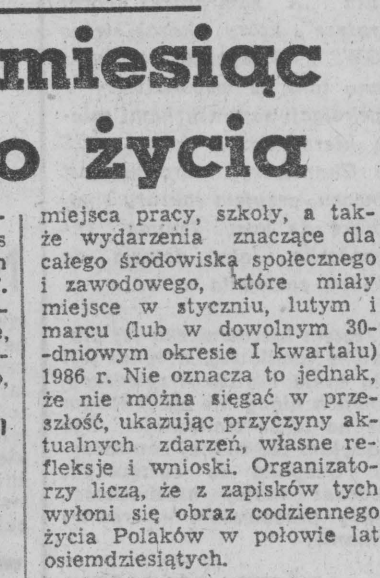 miesiąc
o życia
miejsca pracy, szkoły, a tak-
że wydarzenia znaczące dla
całego środowiska społecznego
i zawodowego, które miały
miejsce w styczniu, lutym i
marcu (lub w dowolnym 30-
-dniowym okresie I kwartału)
1986 r. Nie oznacza to jednak,
że nie można sięgać w prze-
szłość, ukazując przyczyny ak-
tualnych zdarzeń, własne re-
fleksje i wnioski. Organizato-
rzy liczą, że z zapisków tych
wyłoni się obraz codziennego
życia Polaków w połowie lat
osiemdziesiątych.